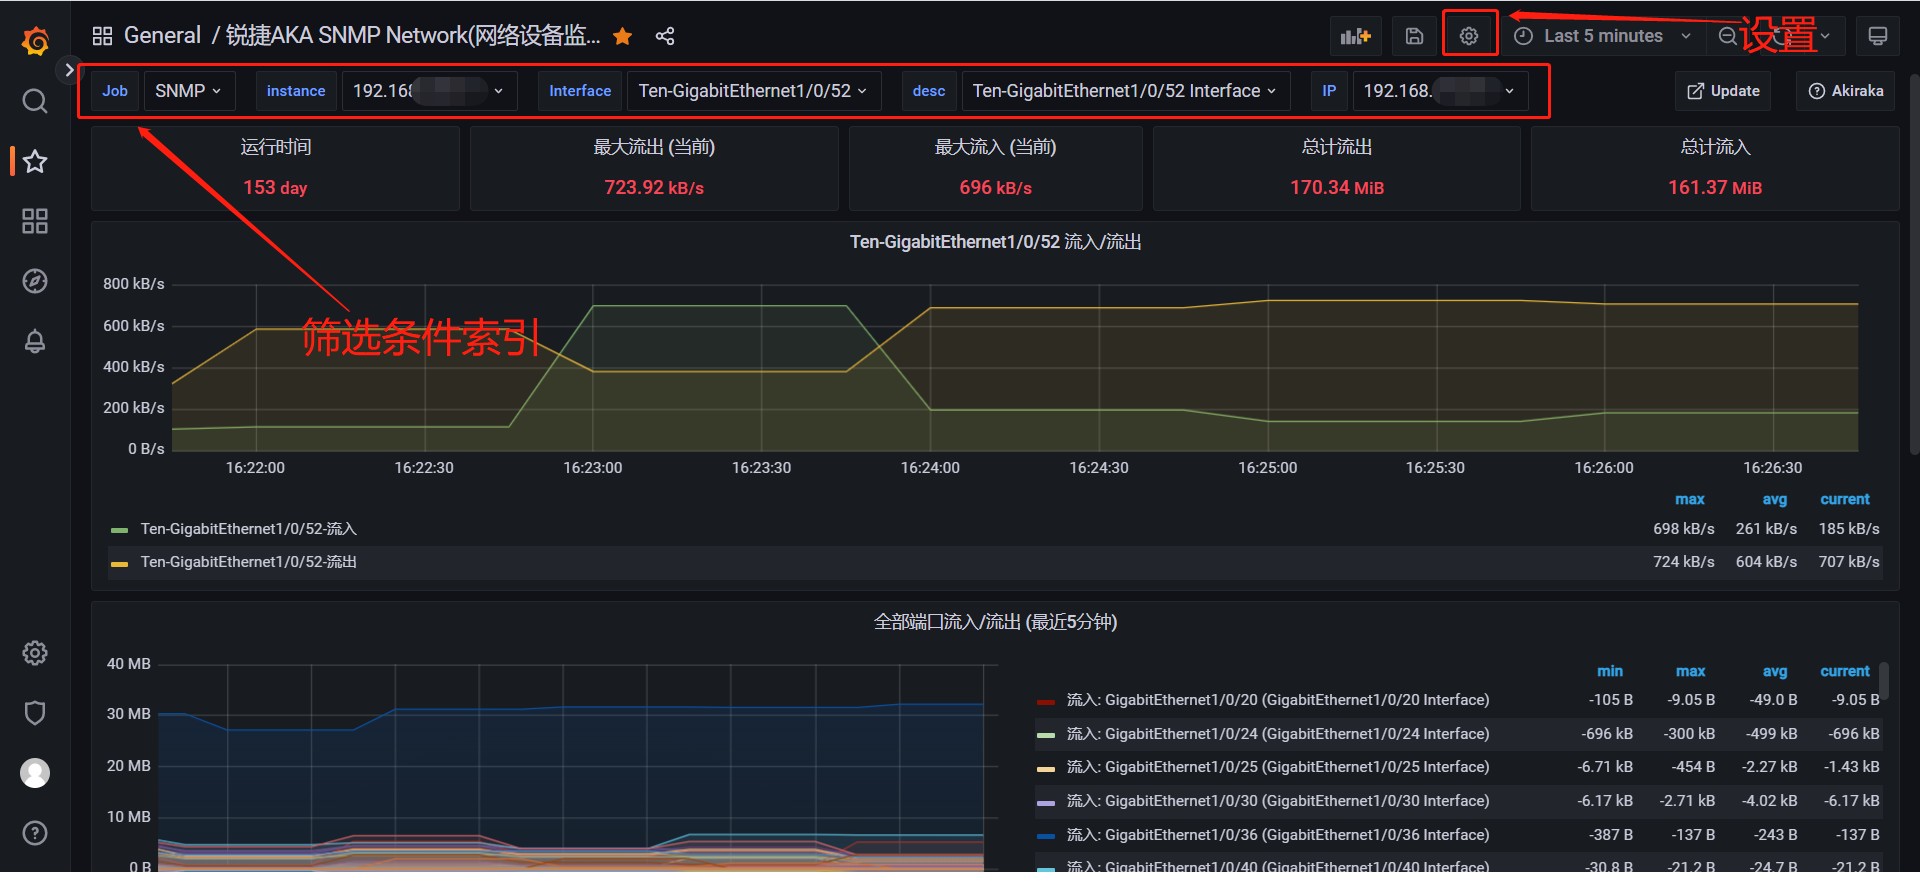 General / 锐捷AKA SNMP Network(网络设备监...
Last 5 minutes
设置
Job SNMP instance 192.168 Interface Ten-GigabitEthernet1/0/52 desc Ten-GigabitEthernet1/0/52 Interface IP 192.168. Update Akiraka
运行时间 最大流出 (当前) 最大流入 (当前) 总计流出 总计流入
153 day 723.92 kB/s 696 kB/s 170.34 MiB 161.37 MiB
Ten-GigabitEthernet1/0/52 流入/流出
800 kB/s
600 kB/s
筛选条件索引
400 kB/s
200 kB/s
0 B/s
16:22:00 16:22:30 16:23:00 16:23:30 16:24:00 16:24:30 16:25:00 16:25:30 16:26:00 16:26:30
max avg current
Ten-GigabitEthernet1/0/52-流入 698 kB/s 261 kB/s 185 kB/s
Ten-GigabitEthernet1/0/52-流出 724 kB/s 604 kB/s 707 kB/s
全部端口流入/流出 (最近5分钟)
40 MB
30 MB
20 MB
10 MB
0 B
min max avg current
流入: GigabitEthernet1/0/20 (GigabitEthernet1/0/20 Interface) -105 B -9.05 B -49.0 B -9.05 B
流入: GigabitEthernet1/0/24 (GigabitEthernet1/0/24 Interface) -696 kB -300 kB -499 kB -696 kB
流入: GigabitEthernet1/0/25 (GigabitEthernet1/0/25 Interface) -6.71 kB -454 B -2.27 kB -1.43 kB
流入: GigabitEthernet1/0/30 (GigabitEthernet1/0/30 Interface) -6.17 kB -2.71 kB -4.02 kB -6.17 kB
流入: GigabitEthernet1/0/36 (GigabitEthernet1/0/36 Interface) -387 B -137 B -243 B -137 B
流入: GigabitEthernet1/0/40 (GigabitEthernet1/0/40 Interface) -30.8 B -21.2 B -24.7 B -21.2 B